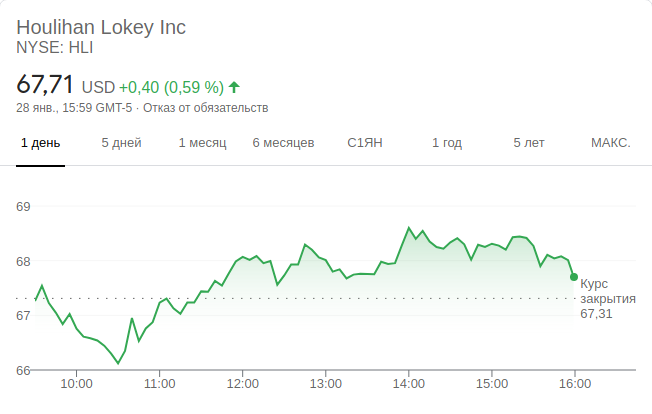 Houlihan Lokey Inc
NYSE: HLI
67,71 USD +0,40 (0,59 %)
28 янв., 15:59 GMT-5 · Отказ от обязательств
1 день 5 дней 1 месяц 6 месяцев С1ЯН 1 год 5 лет МАКС.
69
68
67
66
Курс
закрытия
67,31
10:00 11:00 12:00 13:00 14:00 15:00 16:00